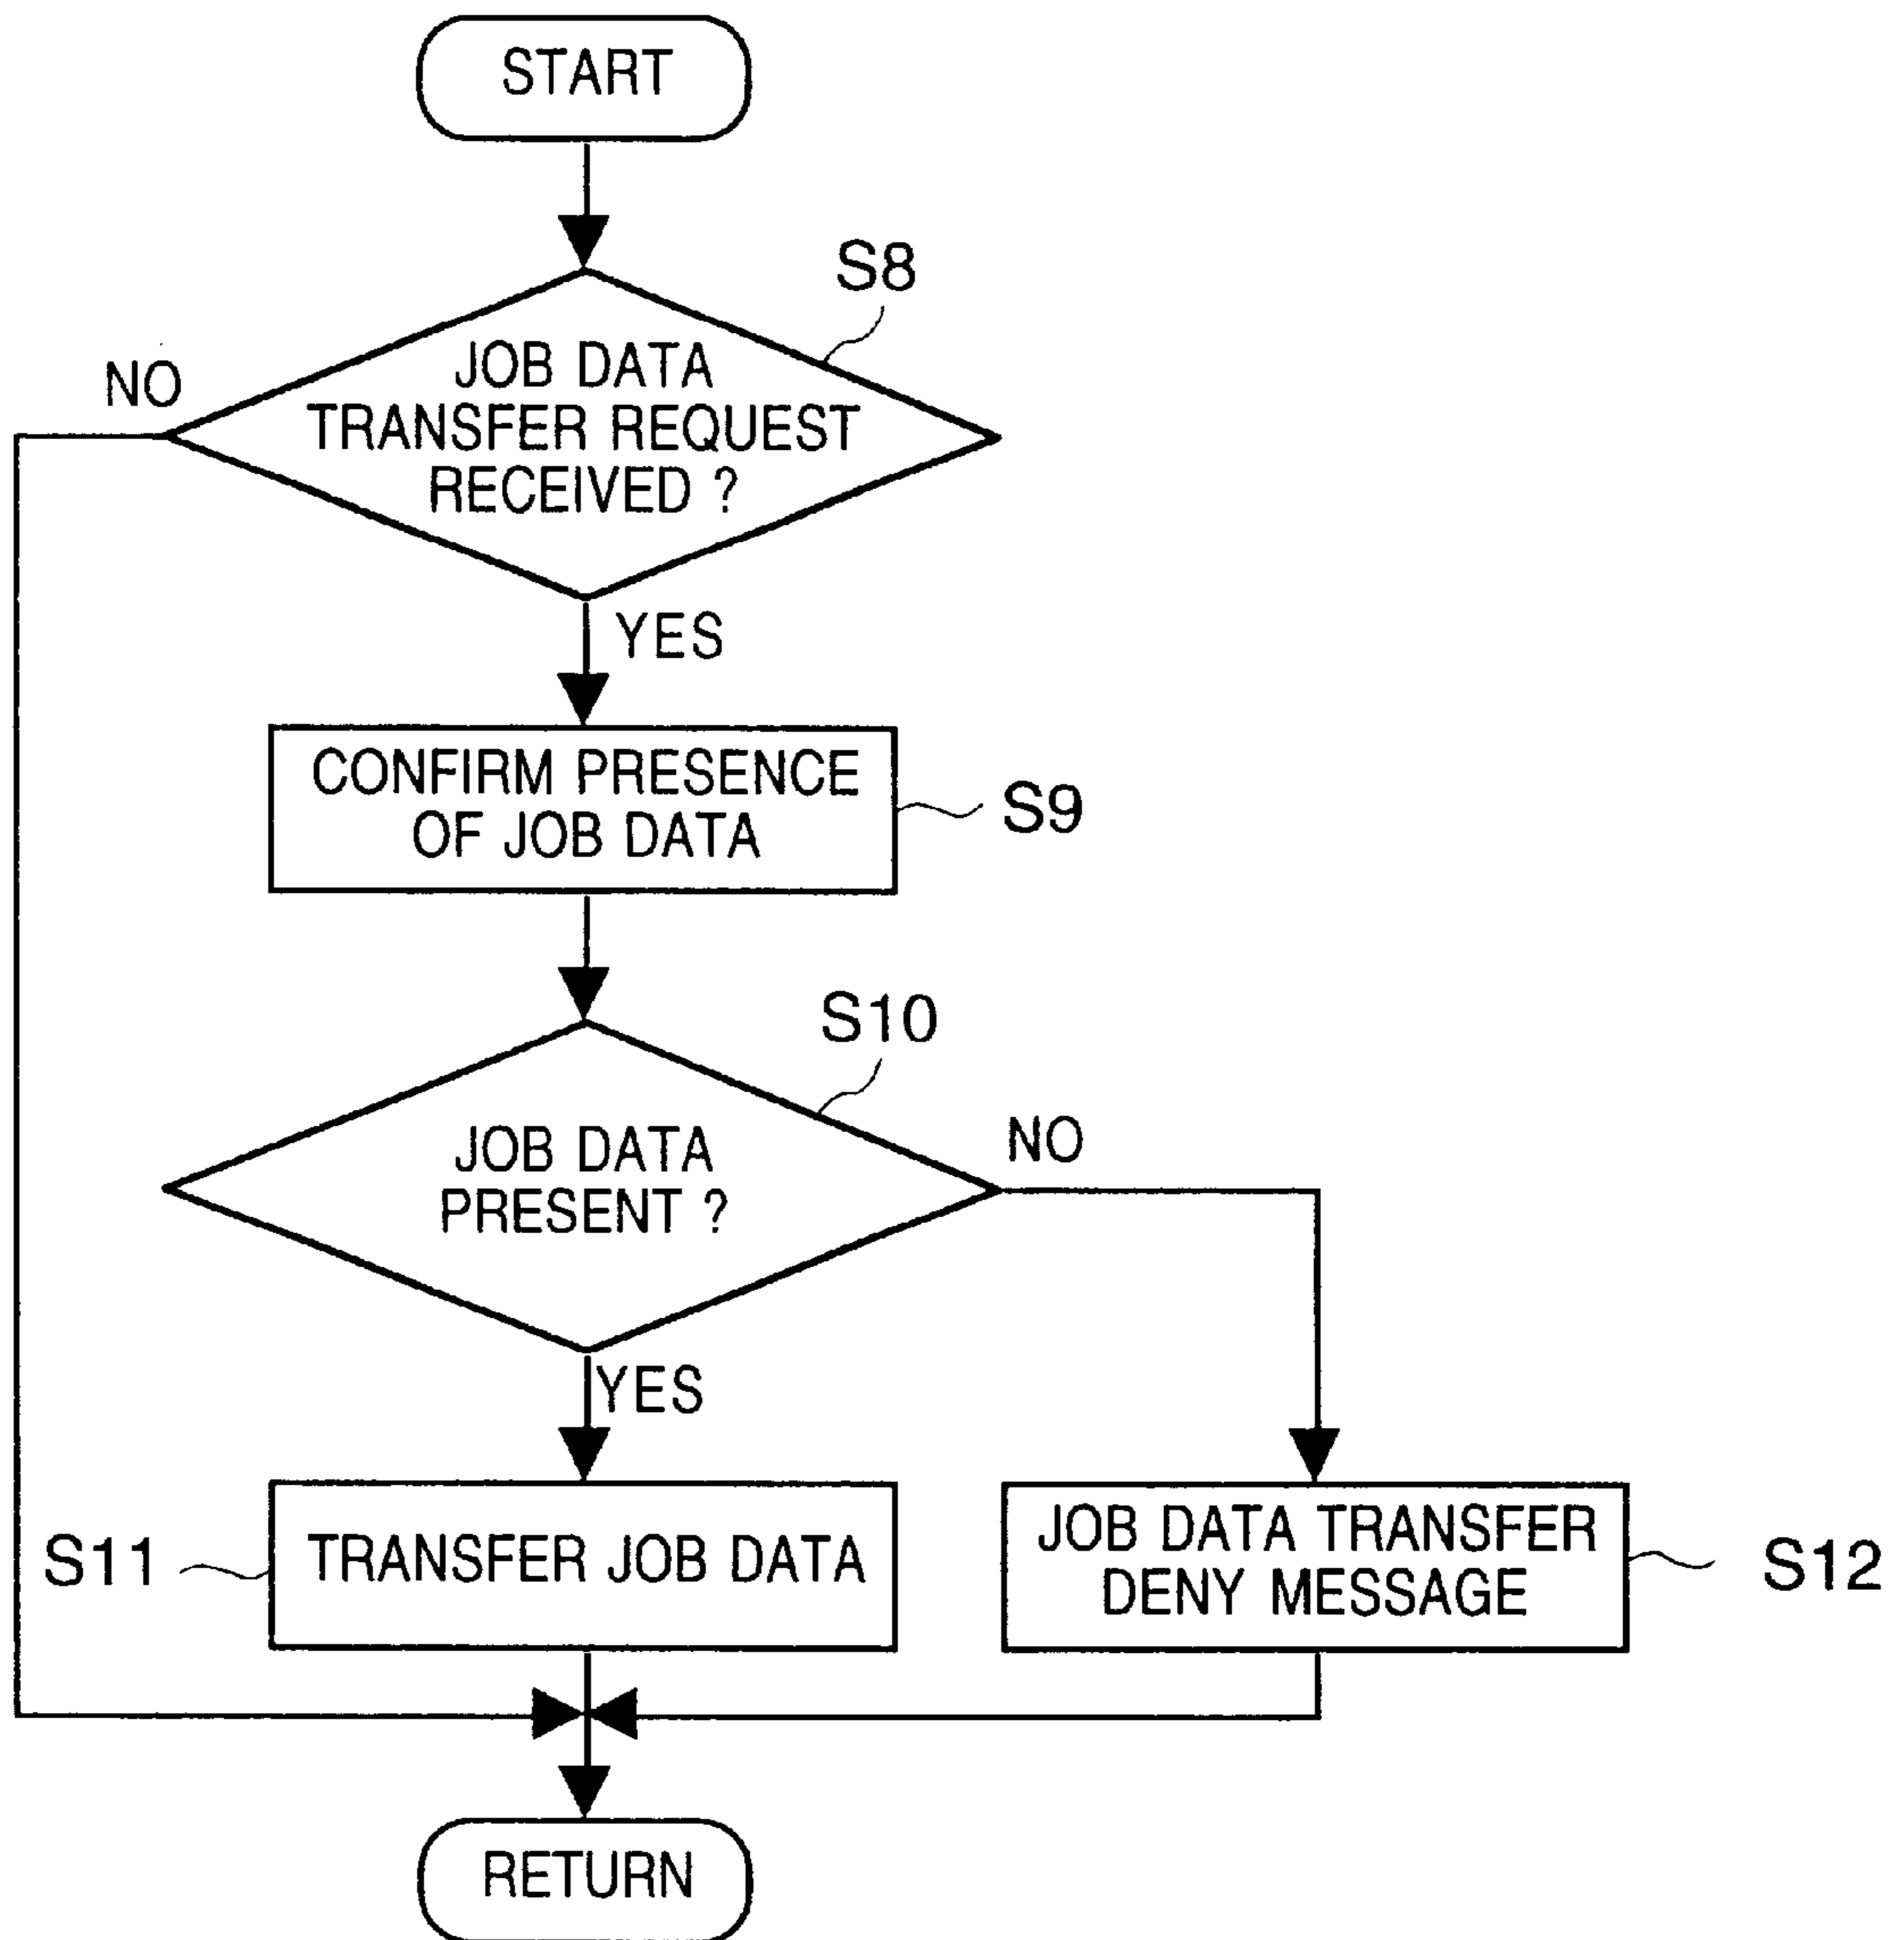 START
S8
NO
JOB DATA
TRANSFER REQUEST
RECEIVED ?
YES
CONFIRM PRESENCE
OF JOB DATA
S9
S10
JOB DATA
PRESENT ?
NO
YES
S11
TRANSFER JOB DATA
JOB DATA TRANSFER
DENY MESSAGE
S12
RETURN